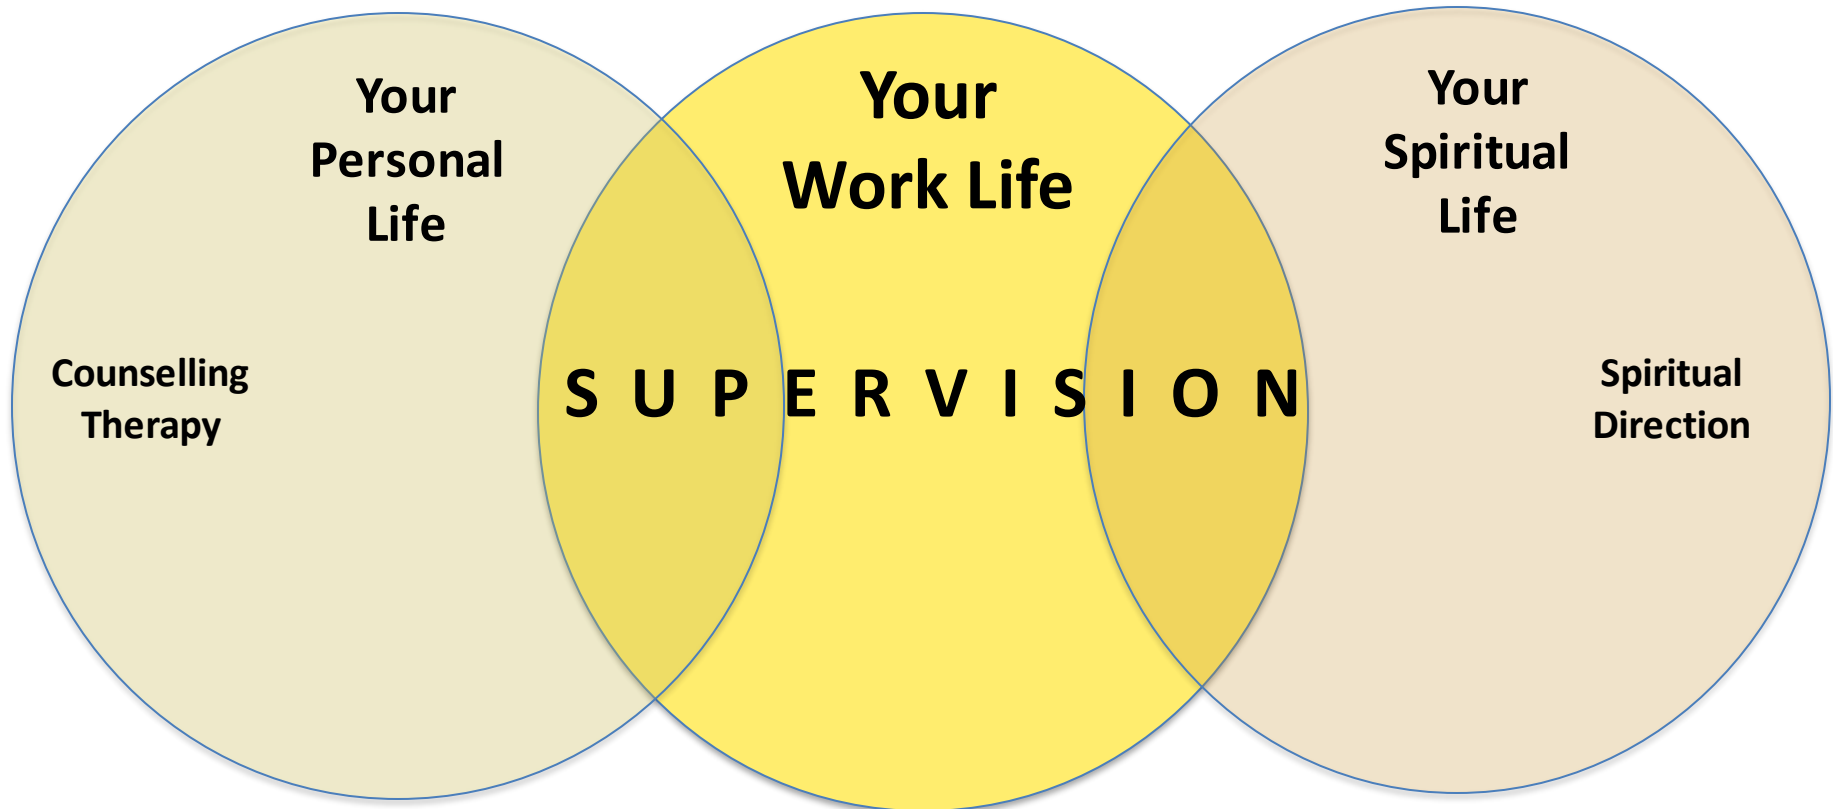 Your
Personal
Life
Counselling
Therapy
Your
Work Life
S U P E R V I S I O N
Your
Spiritual
Life
Spiritual
Direction